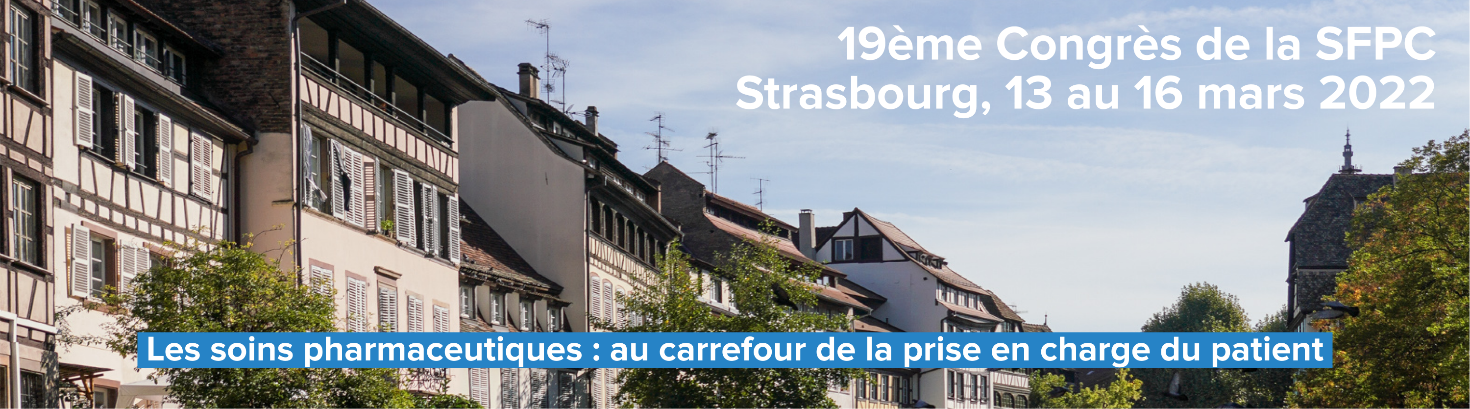 19ème Congrès de la SFPC
Strasbourg, 13 au 16 mars 2022
Les soins pharmaceutiques : au carrefour de la prise en charge du patient